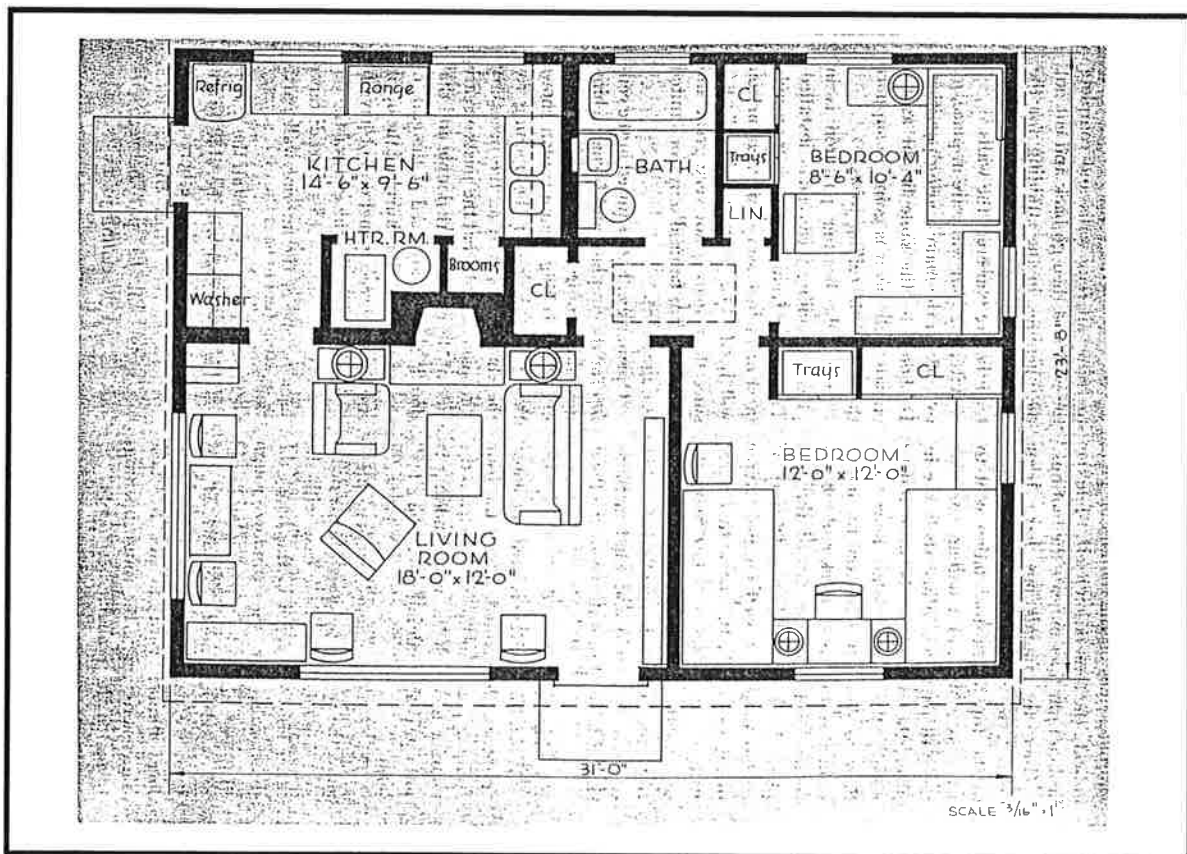 Refrig
Range
CL
KITCHEN
14'-6" x 9'-6"
BATH
Trays
BEDROOM
8'-6" x 10'-4"
LIN.
HTR. RM.
Brooms
CL
Washer
23'-8"
Trays
CL
BEDROOM
12'-0" x 12'-0"
LIVING
ROOM
18'-0" x 12'-0"
31'-0"
SCALE 3/16" = 1'